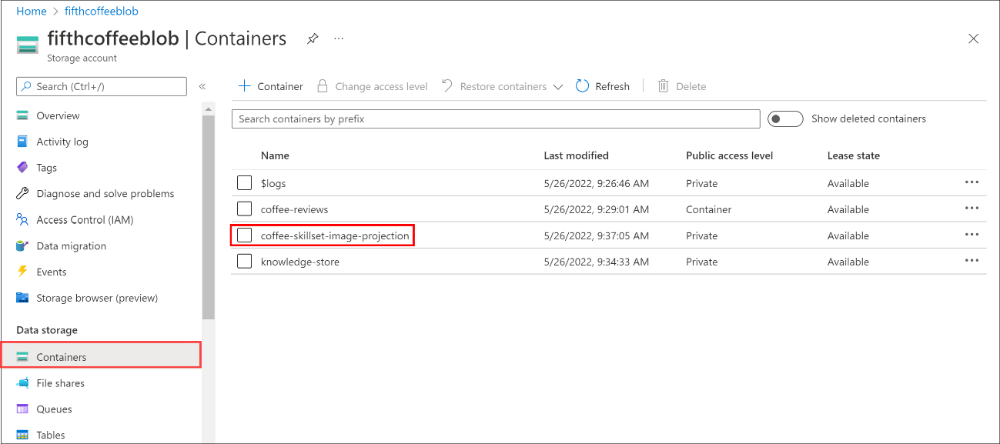 Home > fifthcoffeeblob
fifthcoffeeblob | Containers ...
Storage account
Search (Ctrl+/) «
Overview
Activity log
Tags
Diagnose and solve problems
Access Control (IAM)
Data migration
Events
Storage browser (preview)
Data storage
Containers
File shares
Queues
Tables
+ Container Change access level Restore containers Refresh Delete
Search containers by prefix Show deleted containers
Name Last modified Public access level Lease state
$logs 5/26/2022, 9:26:46 AM Private Available ...
coffee-reviews 5/26/2022, 9:29:01 AM Container Available ...
coffee-skillset-image-projection 5/26/2022, 9:37:05 AM Private Available ...
knowledge-store 5/26/2022, 9:34:33 AM Private Available ...